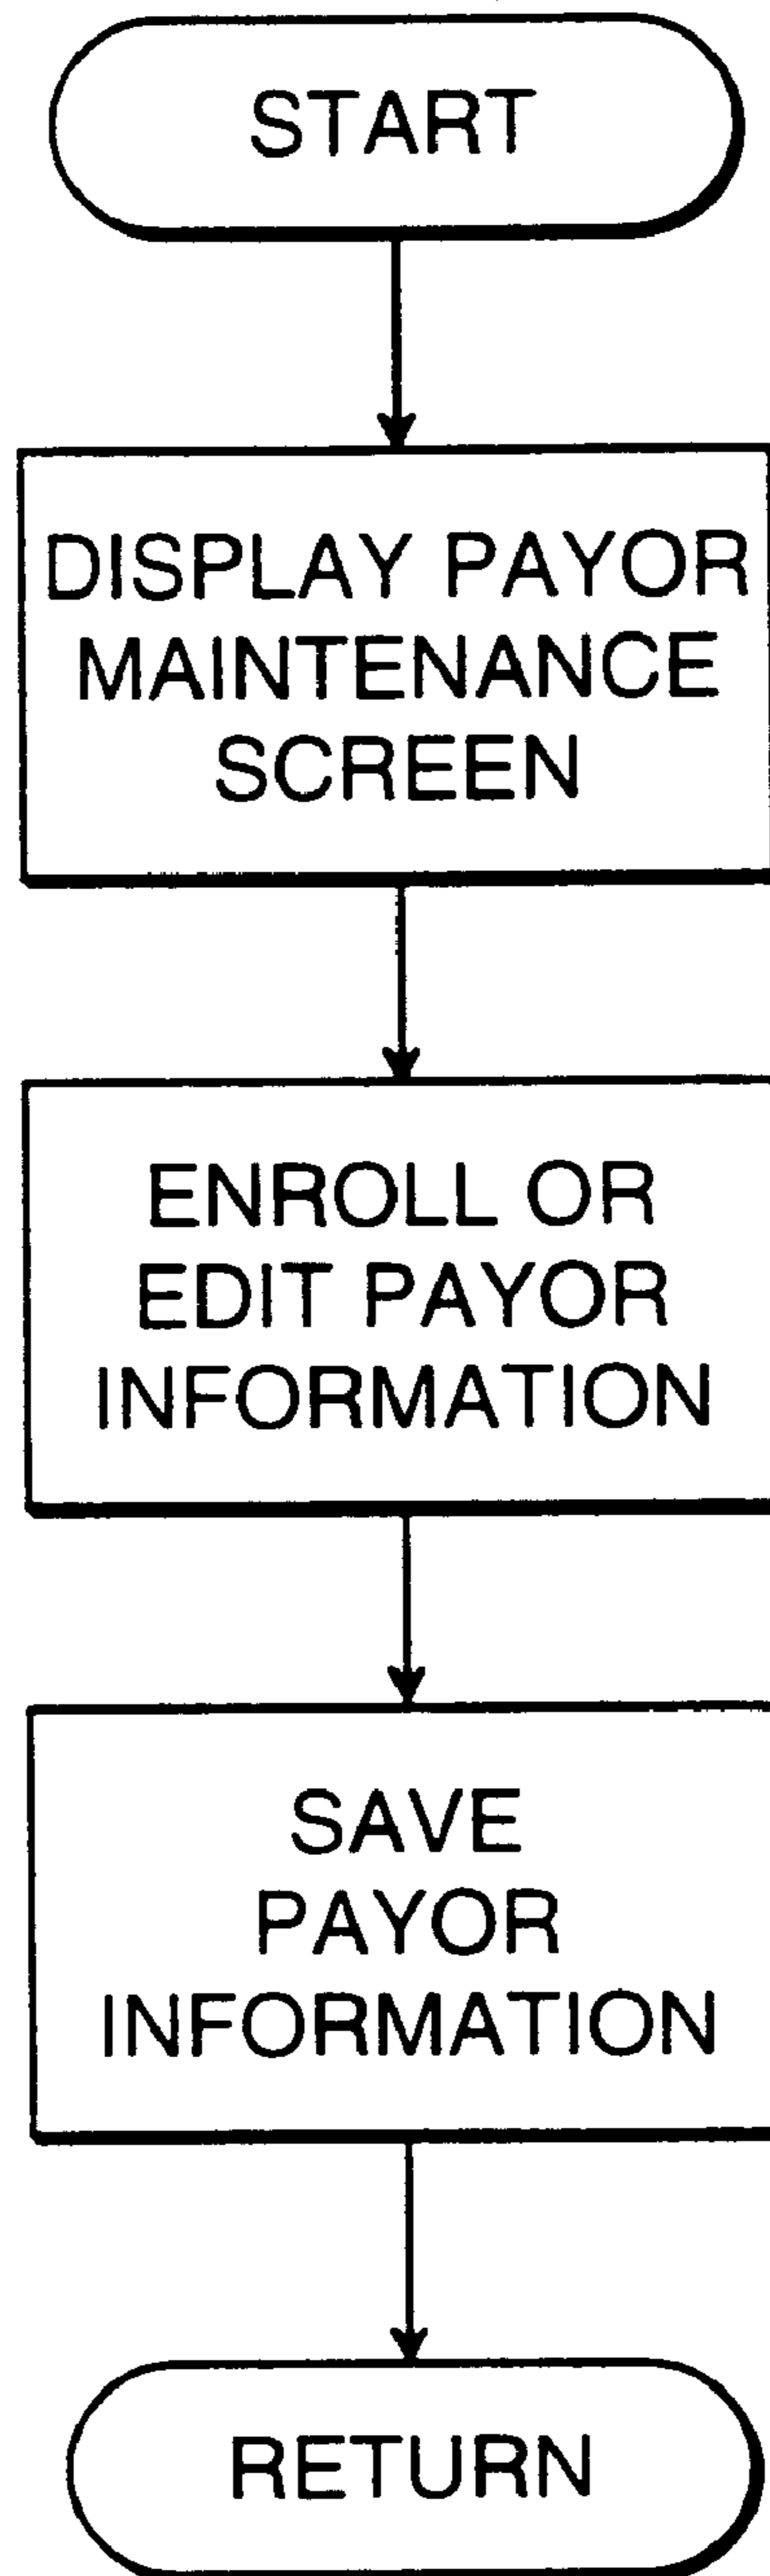 START
DISPLAY PAYOR
MAINTENANCE
SCREEN
ENROLL OR
EDIT PAYOR
INFORMATION
SAVE
PAYOR
INFORMATION
RETURN